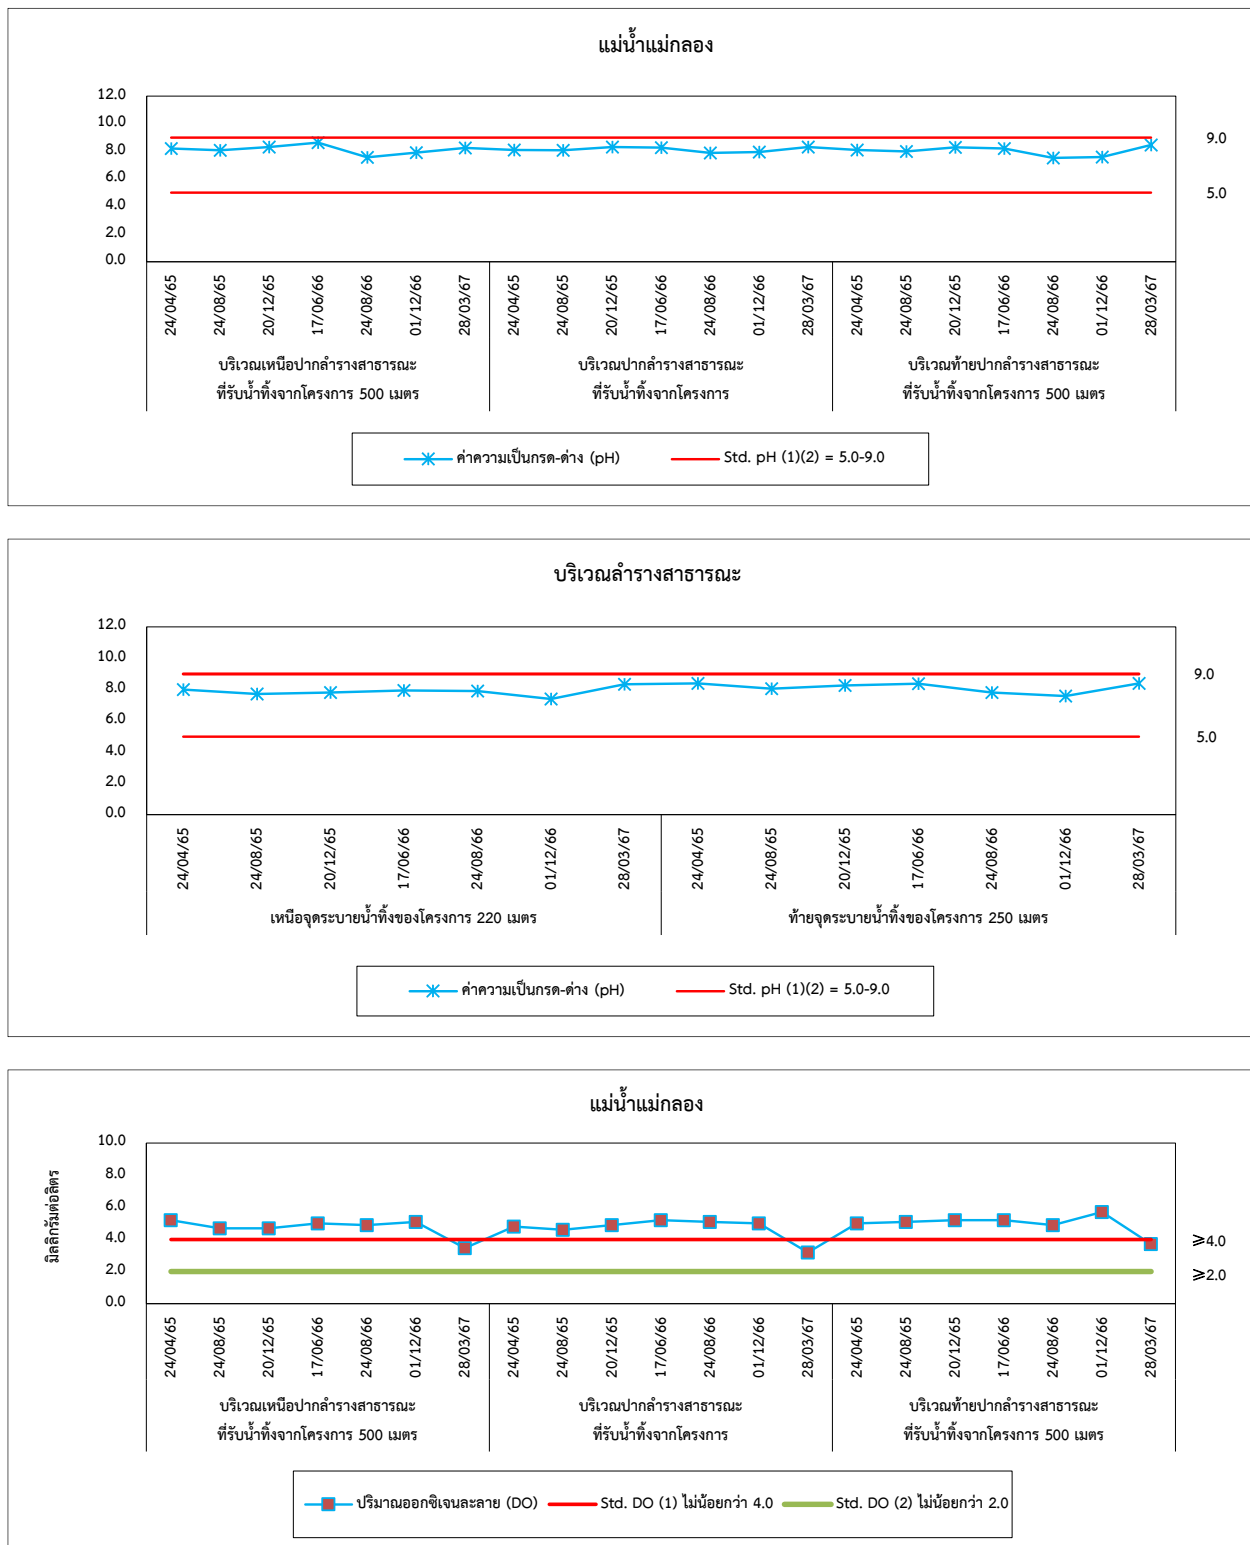 แม่น้ำแม่กลอง
12.0
10.0
8.0
6.0
4.0
2.0
0.0
9.0
5.0
24/04/65 24/08/65 20/12/65 17/06/66 24/08/66 01/12/66 28/03/67 24/04/65 24/08/65 20/12/65 17/06/66 24/08/66 01/12/66 28/03/67 24/04/65 24/08/65 20/12/65 17/06/66 24/08/66 01/12/66 28/03/67
บริเวณเหนือปากลำรางสาธารณะ บริเวณปากลำรางสาธารณะ บริเวณท้ายปากลำรางสาธารณะ
ที่รับน้ำทิ้งจากโครงการ 500 เมตร ที่รับน้ำทิ้งจากโครงการ ที่รับน้ำทิ้งจากโครงการ 500 เมตร
ค่าความเป็นกรด-ด่าง (pH) Std. pH (1)(2) = 5.0-9.0
บริเวณลำรางสาธารณะ
12.0
10.0
8.0
6.0
4.0
2.0
0.0
9.0
5.0
24/04/65 24/08/65 20/12/65 17/06/66 24/08/66 01/12/66 28/03/67 24/04/65 24/08/65 20/12/65 17/06/66 24/08/66 01/12/66 28/03/67
เหนือจุดระบายน้ำทิ้งของโครงการ 220 เมตร ท้ายจุดระบายน้ำทิ้งของโครงการ 250 เมตร
ค่าความเป็นกรด-ด่าง (pH) Std. pH (1)(2) = 5.0-9.0
แม่น้ำแม่กลอง
มิลลิกรัมต่อลิตร
10.0
8.0
6.0
4.0
2.0
0.0
⩾4.0
⩾2.0
24/04/65 24/08/65 20/12/65 17/06/66 24/08/66 01/12/66 28/03/67 24/04/65 24/08/65 20/12/65 17/06/66 24/08/66 01/12/66 28/03/67 24/04/65 24/08/65 20/12/65 17/06/66 24/08/66 01/12/66 28/03/67
บริเวณเหนือปากลำรางสาธารณะ บริเวณปากลำรางสาธารณะ บริเวณท้ายปากลำรางสาธารณะ
ที่รับน้ำทิ้งจากโครงการ 500 เมตร ที่รับน้ำทิ้งจากโครงการ ที่รับน้ำทิ้งจากโครงการ 500 เมตร
ปริมาณออกซิเจนละลาย (DO) Std. DO (1) ไม่น้อยกว่า 4.0 Std. DO (2) ไม่น้อยกว่า 2.0